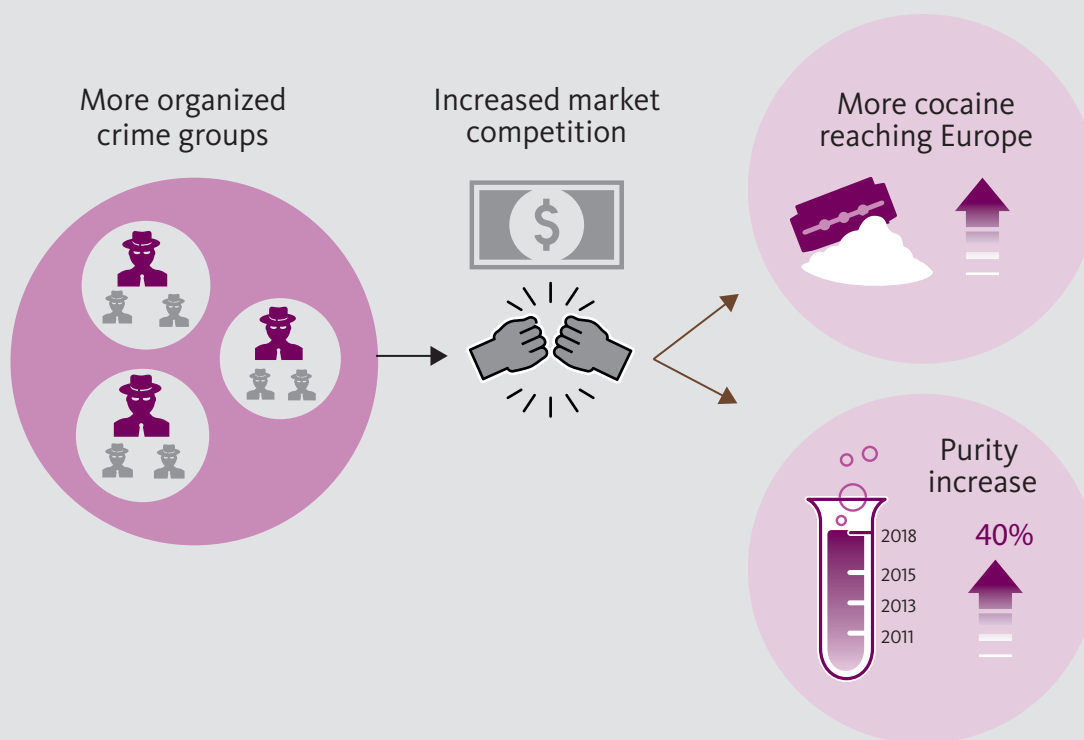 More organized
crime groups
Increased market
competition
$
More cocaine
reaching Europe
Purity
increase
40%
2018
2015
2013
2011